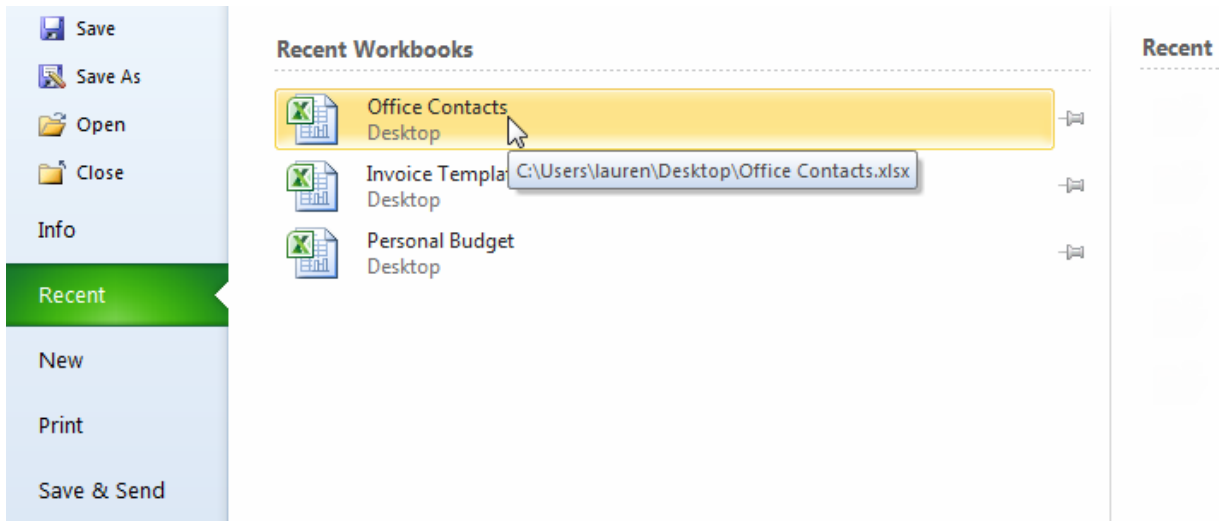 Save
Save As
Open
Close
Info
Recent
New
Print
Save & Send
Recent Workbooks
Office Contacts
Desktop
C:\Users\lauren\Desktop\Office Contacts.xlsx
Invoice
Desktop
Personal Budget
Desktop
Recent